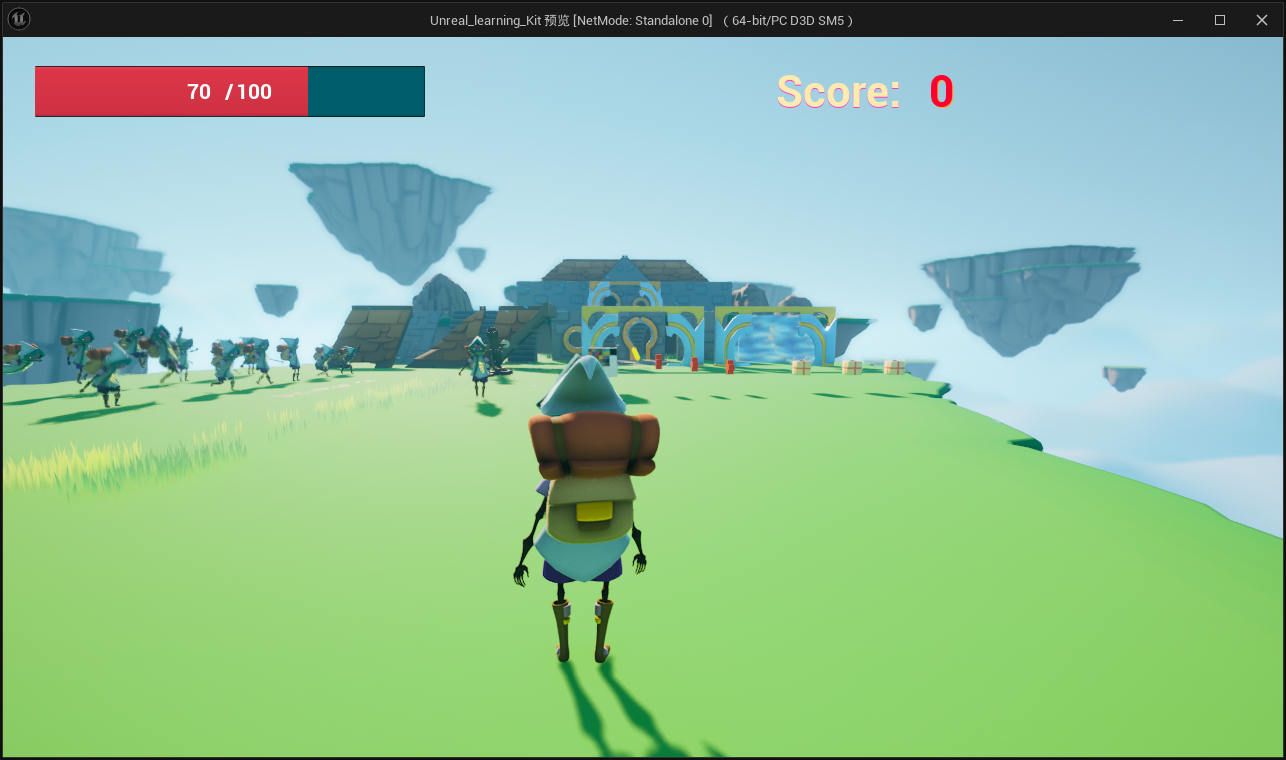 Unreal_learning_Kit 预览 [NetMode: Standalone 0] ( 64-bit/PC D3D SM5 )
70 /100
Score: 0